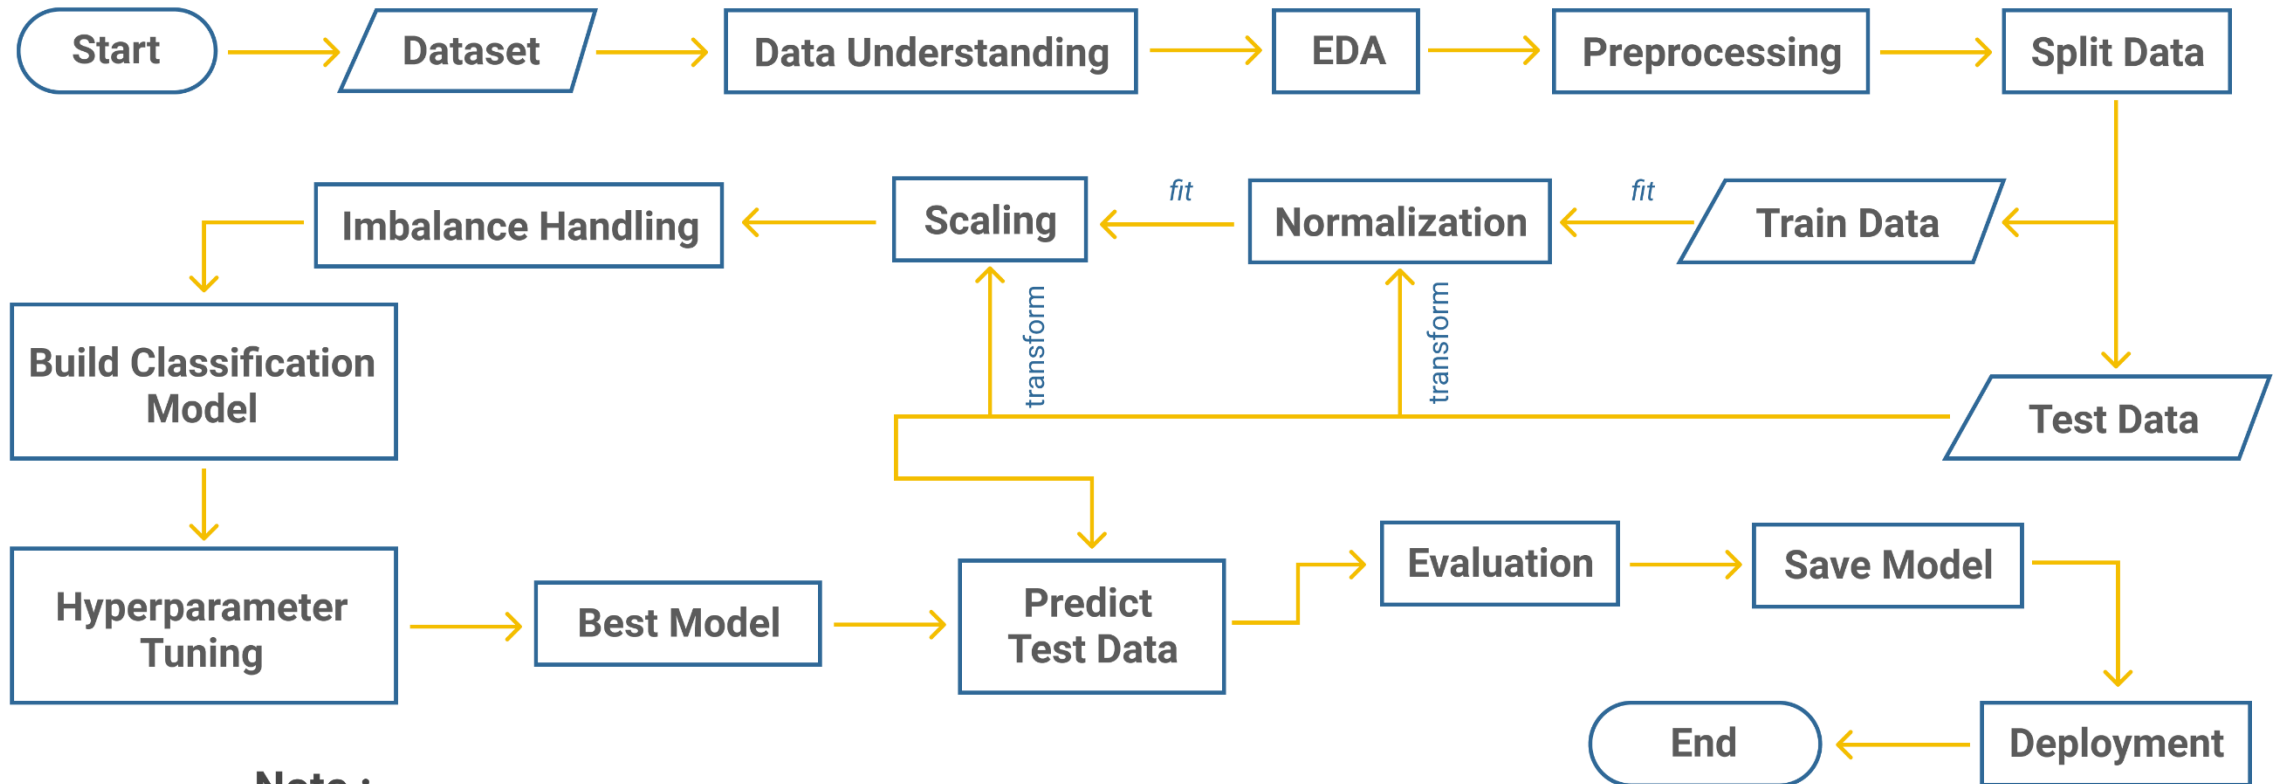 Start
Dataset
Data Understanding
EDA
Preprocessing
Split Data
Imbalance Handling
Scaling
fit
Normalization
fit
Train Data
transform
transform
Build Classification
Model
Test Data
Hyperparameter
Tuning
Best Model
Predict
Test Data
Evaluation
Save Model
End
Deployment
Note :